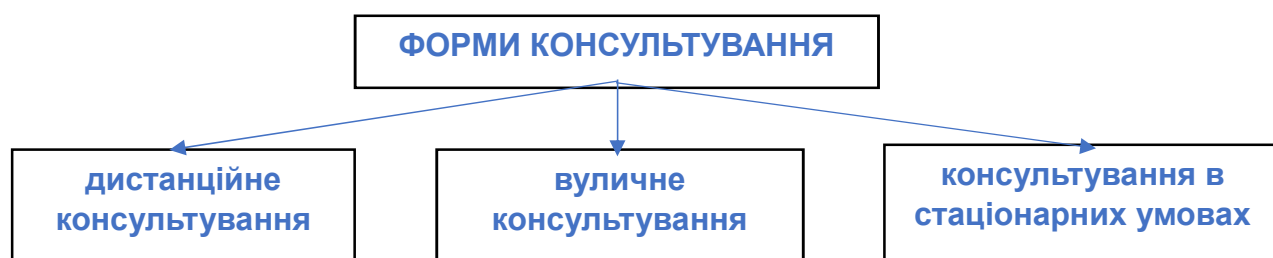 ФОРМИ КОНСУЛЬТУВАННЯ
дистанційне
консультування
вуличне
консультування
консультування в
стаціонарних умовах